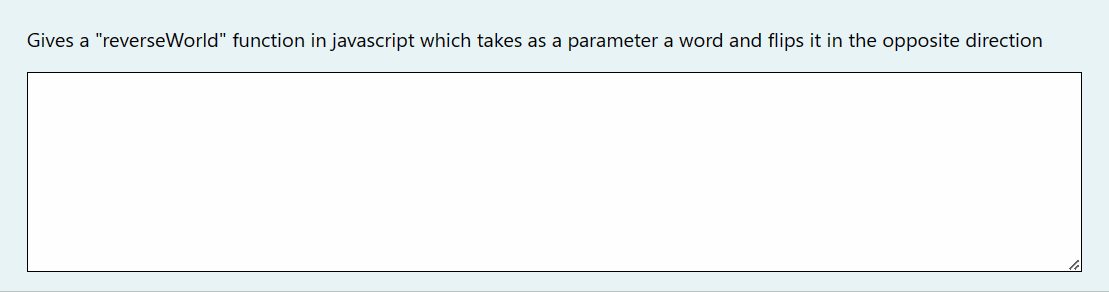 Gives a "reverseWorld" function in javascript which takes as a parameter a word and flips it in the opposite direction